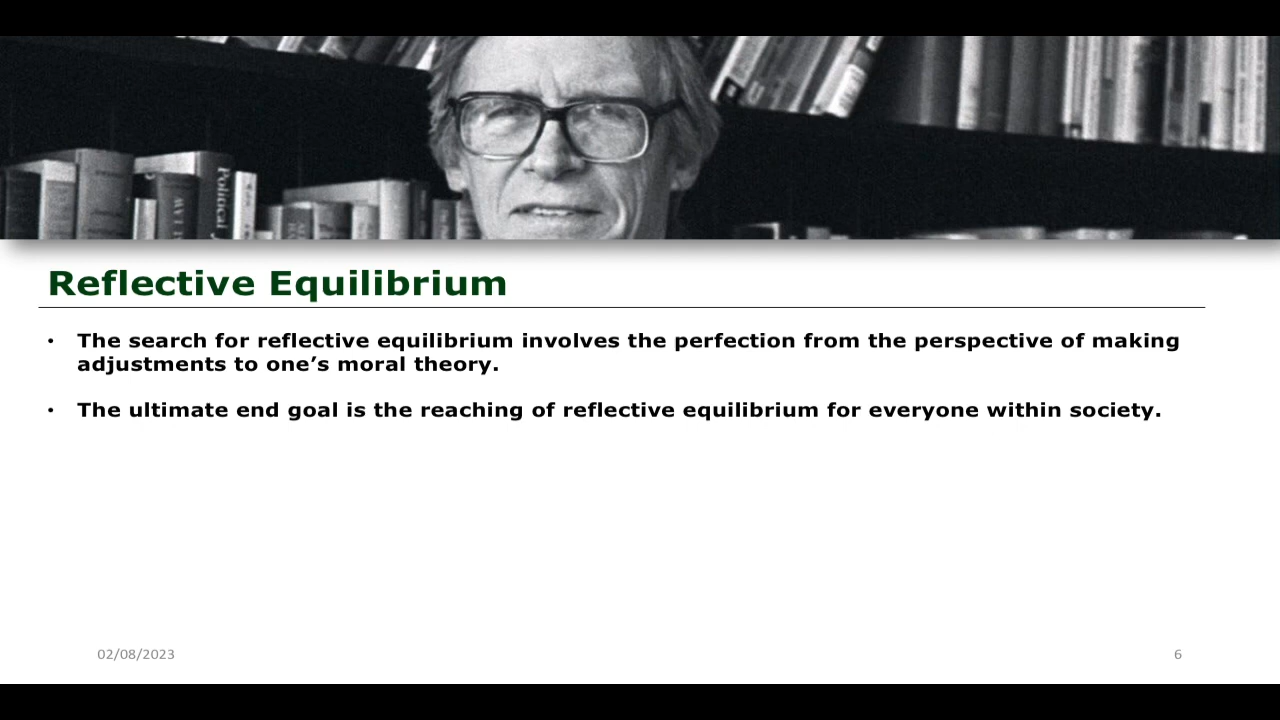 Political
Reflective Equilibrium
• The search for reflective equilibrium involves the perfection from the perspective of making
adjustments to one’s moral theory.
• The ultimate end goal is the reaching of reflective equilibrium for everyone within society.
02/08/2023
6